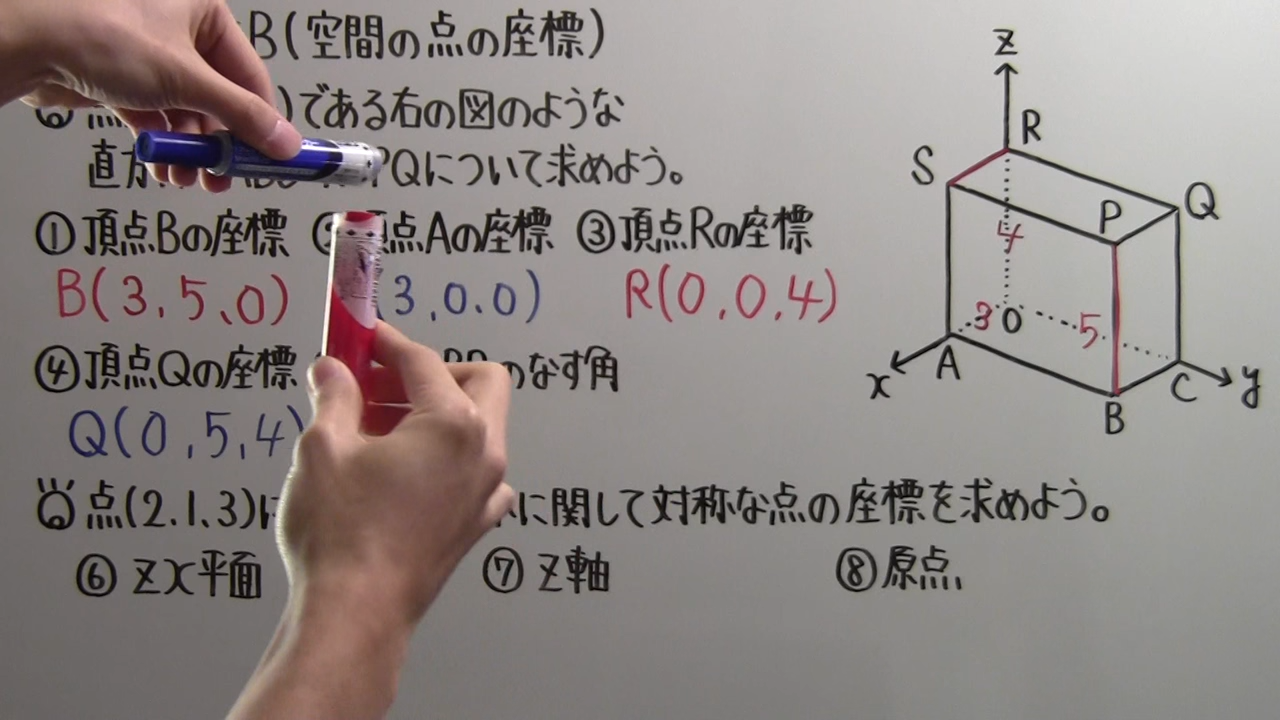 B(空間の点の座標)
)である右の図のような
直方 PQについて求めよう。
①頂点Bの座標 頂点Aの座標 ③頂点Rの座標
B(3,5,0) 3,0.0) R(0,0,4)
④頂点Qの座標 のなす角
Q(0,5,4)
点(2.1.3)に に関して対称な点の座標を求めよう。
⑥ZX平面 ⑦Z軸 ⑧原点
Z
R
S
Q
P
4
3
O
5
x
A
C
y
B